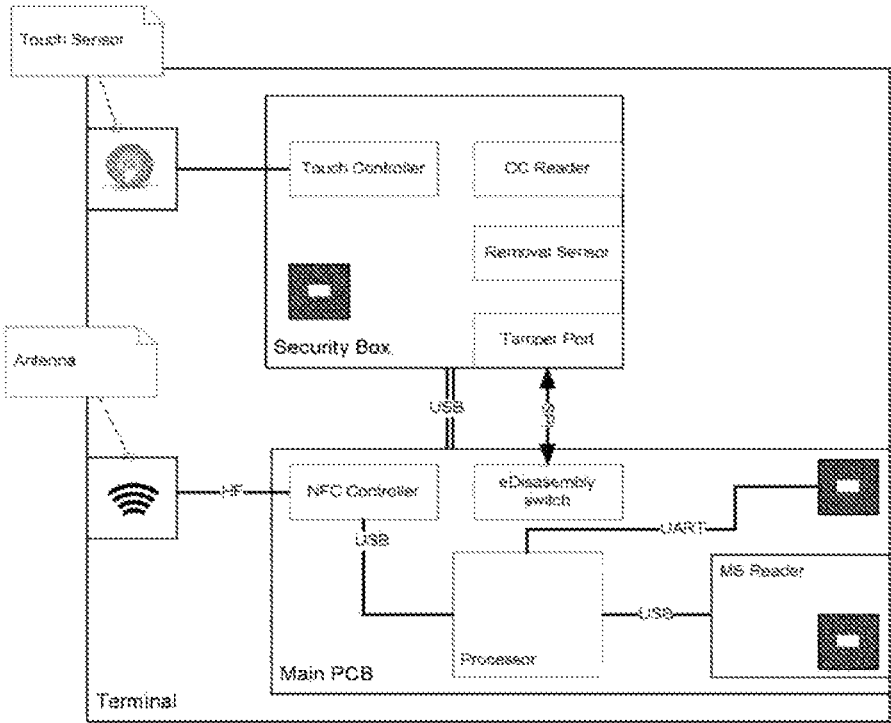 Touch Sensor
Touch Controller
CC Reader
Removal Sensor
Tamper Port
Security Box
Antenna
USB
HF
NFC Controller
eDisasembly
switch
UART
USB
MS Reader
USB
Processor
Main PCB
Terminal